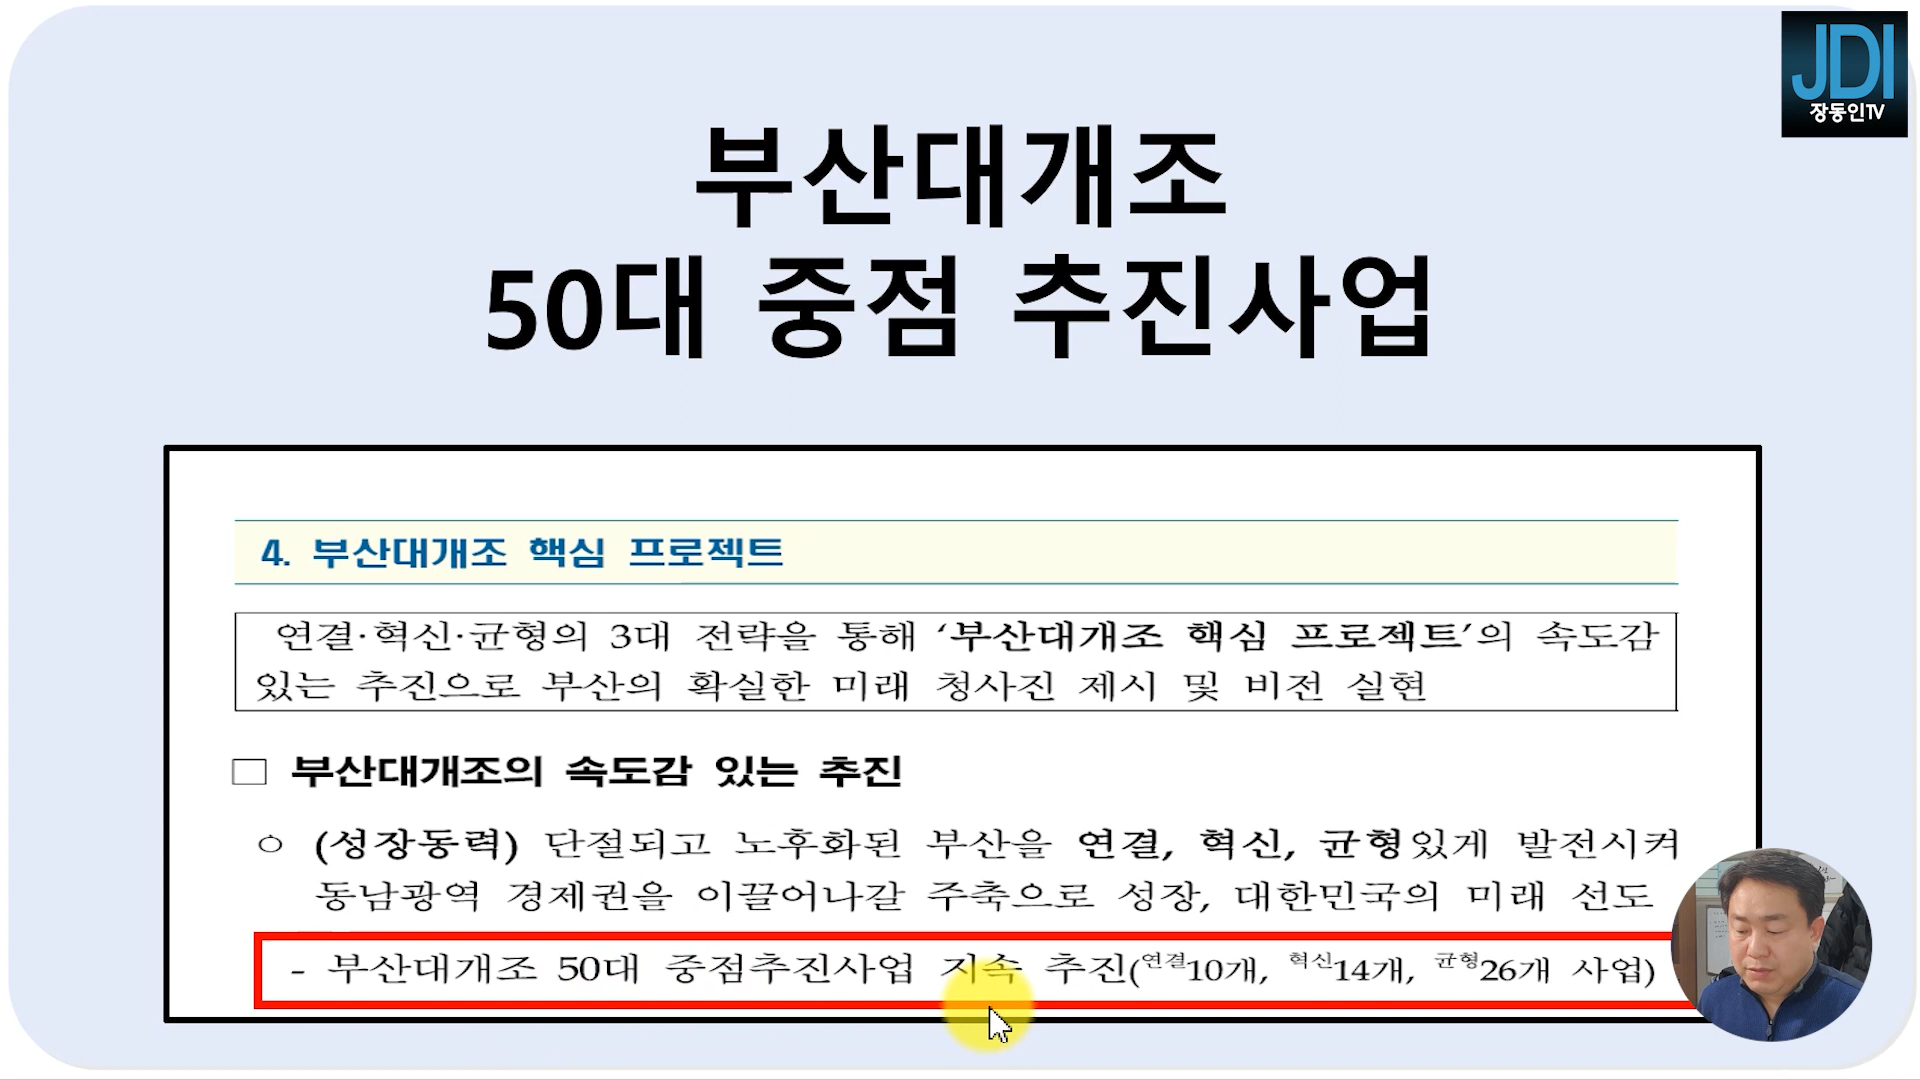 JDI
장동인TV
부산대개조
50대 중점 추진사업
4. 부산대개조 핵심 프로젝트
연결·혁신·균형의 3대 전략을 통해 ‘부산대개조 핵심 프로젝트’의 속도감
있는 추진으로 부산의 확실한 미래 청사진 제시 및 비전 실현
□ 부산대개조의 속도감 있는 추진
○ (성장동력) 단절되고 노후화된 부산을 연결, 혁신, 균형있게 발전시켜
동남광역 경제권을 이끌어나갈 주축으로 성장, 대한민국의 미래 선도
- 부산대개조 50대 중점추진사업 지속 추진(연결10개, 혁신14개, 균형26개 사업)